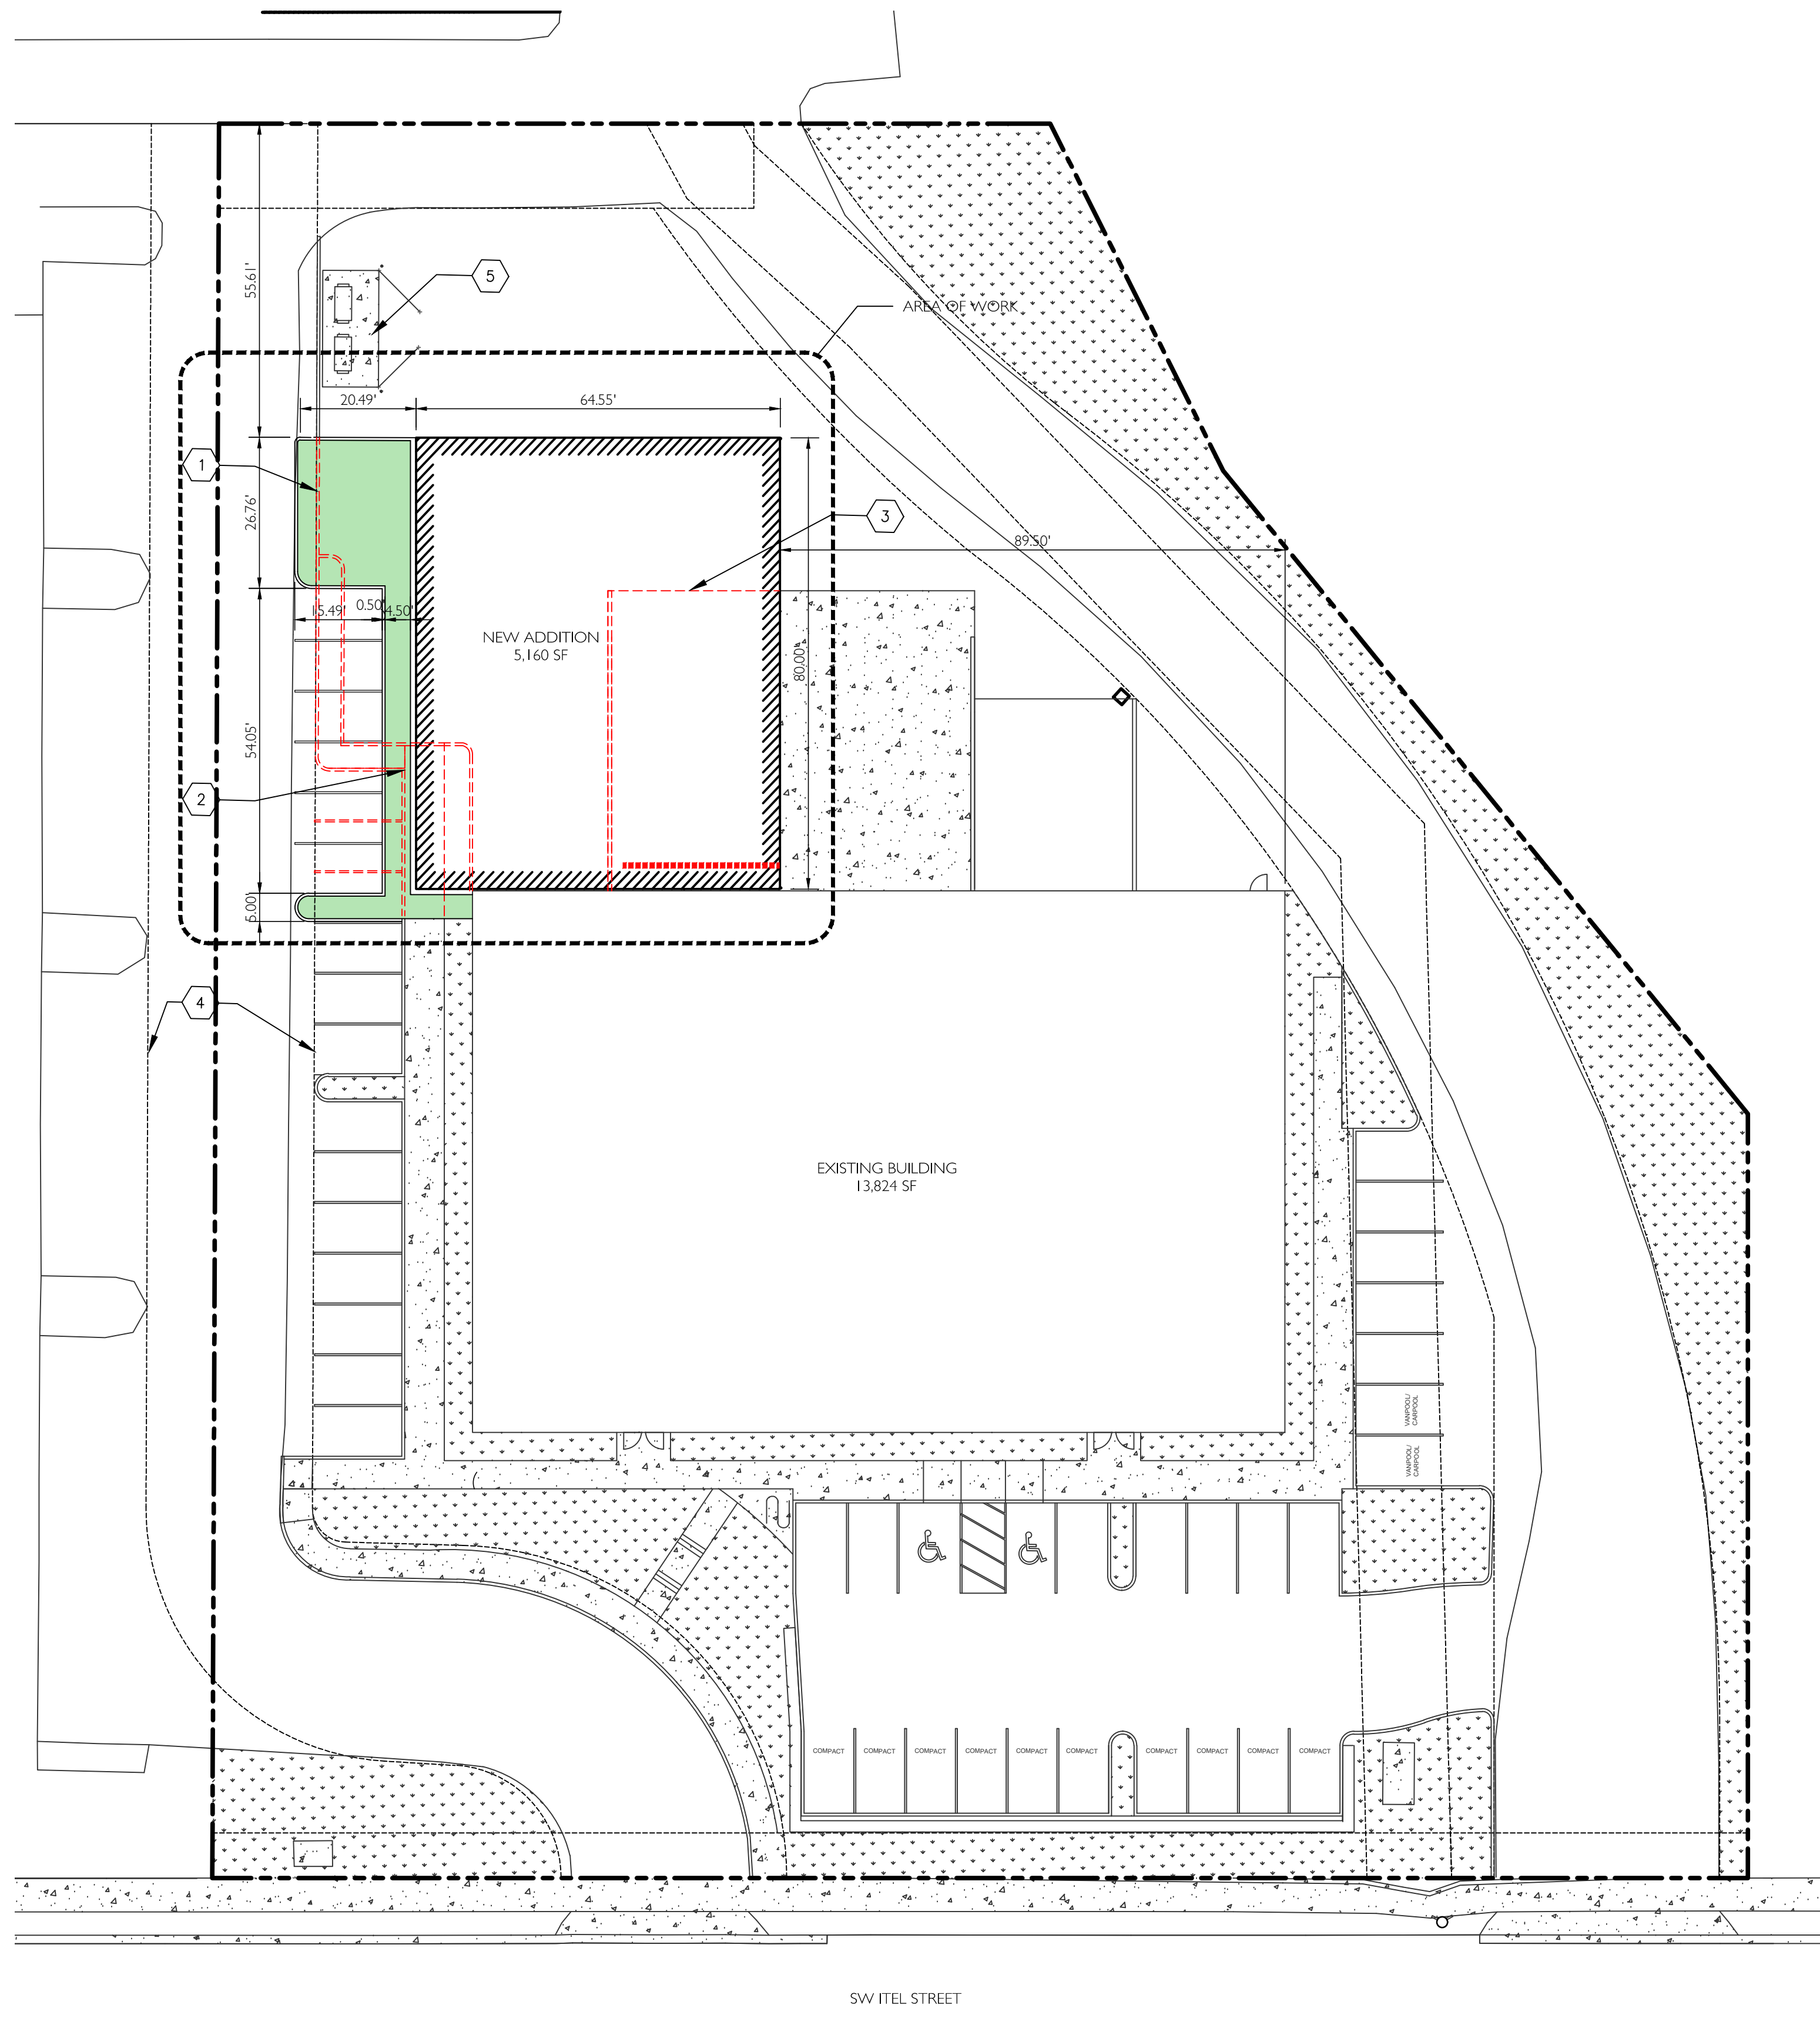 55.61'
5
AREA OF WORK
20.49'
64.55'
1
26.76'
3
89.50'
15.49'
0.50'
4.50'
NEW ADDITION
5,160 SF
80.00'
54.05'
2
5.00'
4
EXISTING BUILDING
13,824 SF
VANPOOL/
CARPOOL
VANPOOL/
CARPOOL
COMPACT
COMPACT
COMPACT
COMPACT
COMPACT
COMPACT
COMPACT
COMPACT
COMPACT
COMPACT
SW ITEL STREET